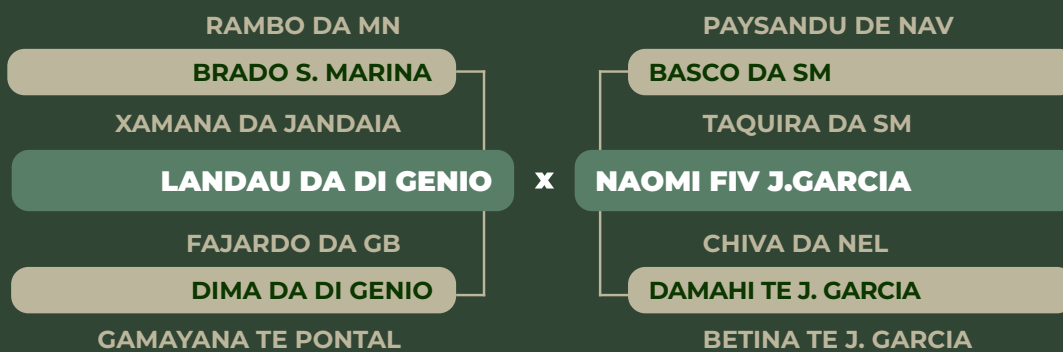 RAMBO DA MN
BRADO S. MARINA
XAMANA DA JANDAIA
LANDAU DA DI GENIO
FAJARDO DA GB
DIMA DA DI GENIO
GAMAYANA TE PONTAL
x
PAYSANDU DE NAV
BASCO DA SM
TAQUIRA DA SM
NAOMI FIV J.GARCIA
CHIVA DA NEL
DAMAHI TE J. GARCIA
BETINA TE J. GARCIA